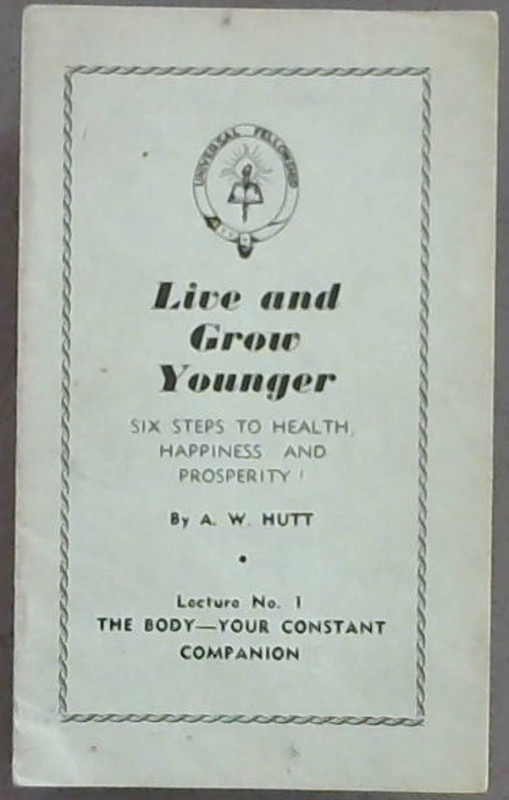 UNIVERSAL FELLOWSHIP
Live and
Grow
Younger
SIX STEPS TO HEALTH,
HAPPINESS AND
PROSPERITY!
By A. W. HUTT
Lecture No. 1
THE BODY—YOUR CONSTANT
COMPANION